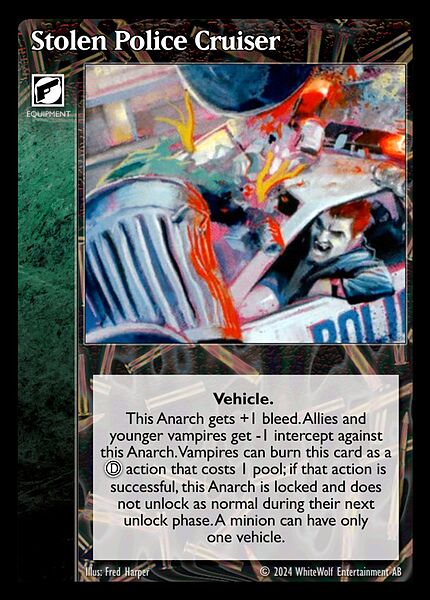 Stolen Police Cruiser
EQUIPMENT
POLI
Vehicle.
This Anarch gets +1 bleed. Allies and
younger vampires get -1 intercept against
this Anarch. Vampires can burn this card as a
Ⓓ action that costs 1 pool; if that action is
successful, this Anarch is locked and does
not unlock as normal during their next
unlock phase. A minion can have only
one vehicle.
Illus: Fred Harper
© 2024 WhiteWolf Entertainment AB